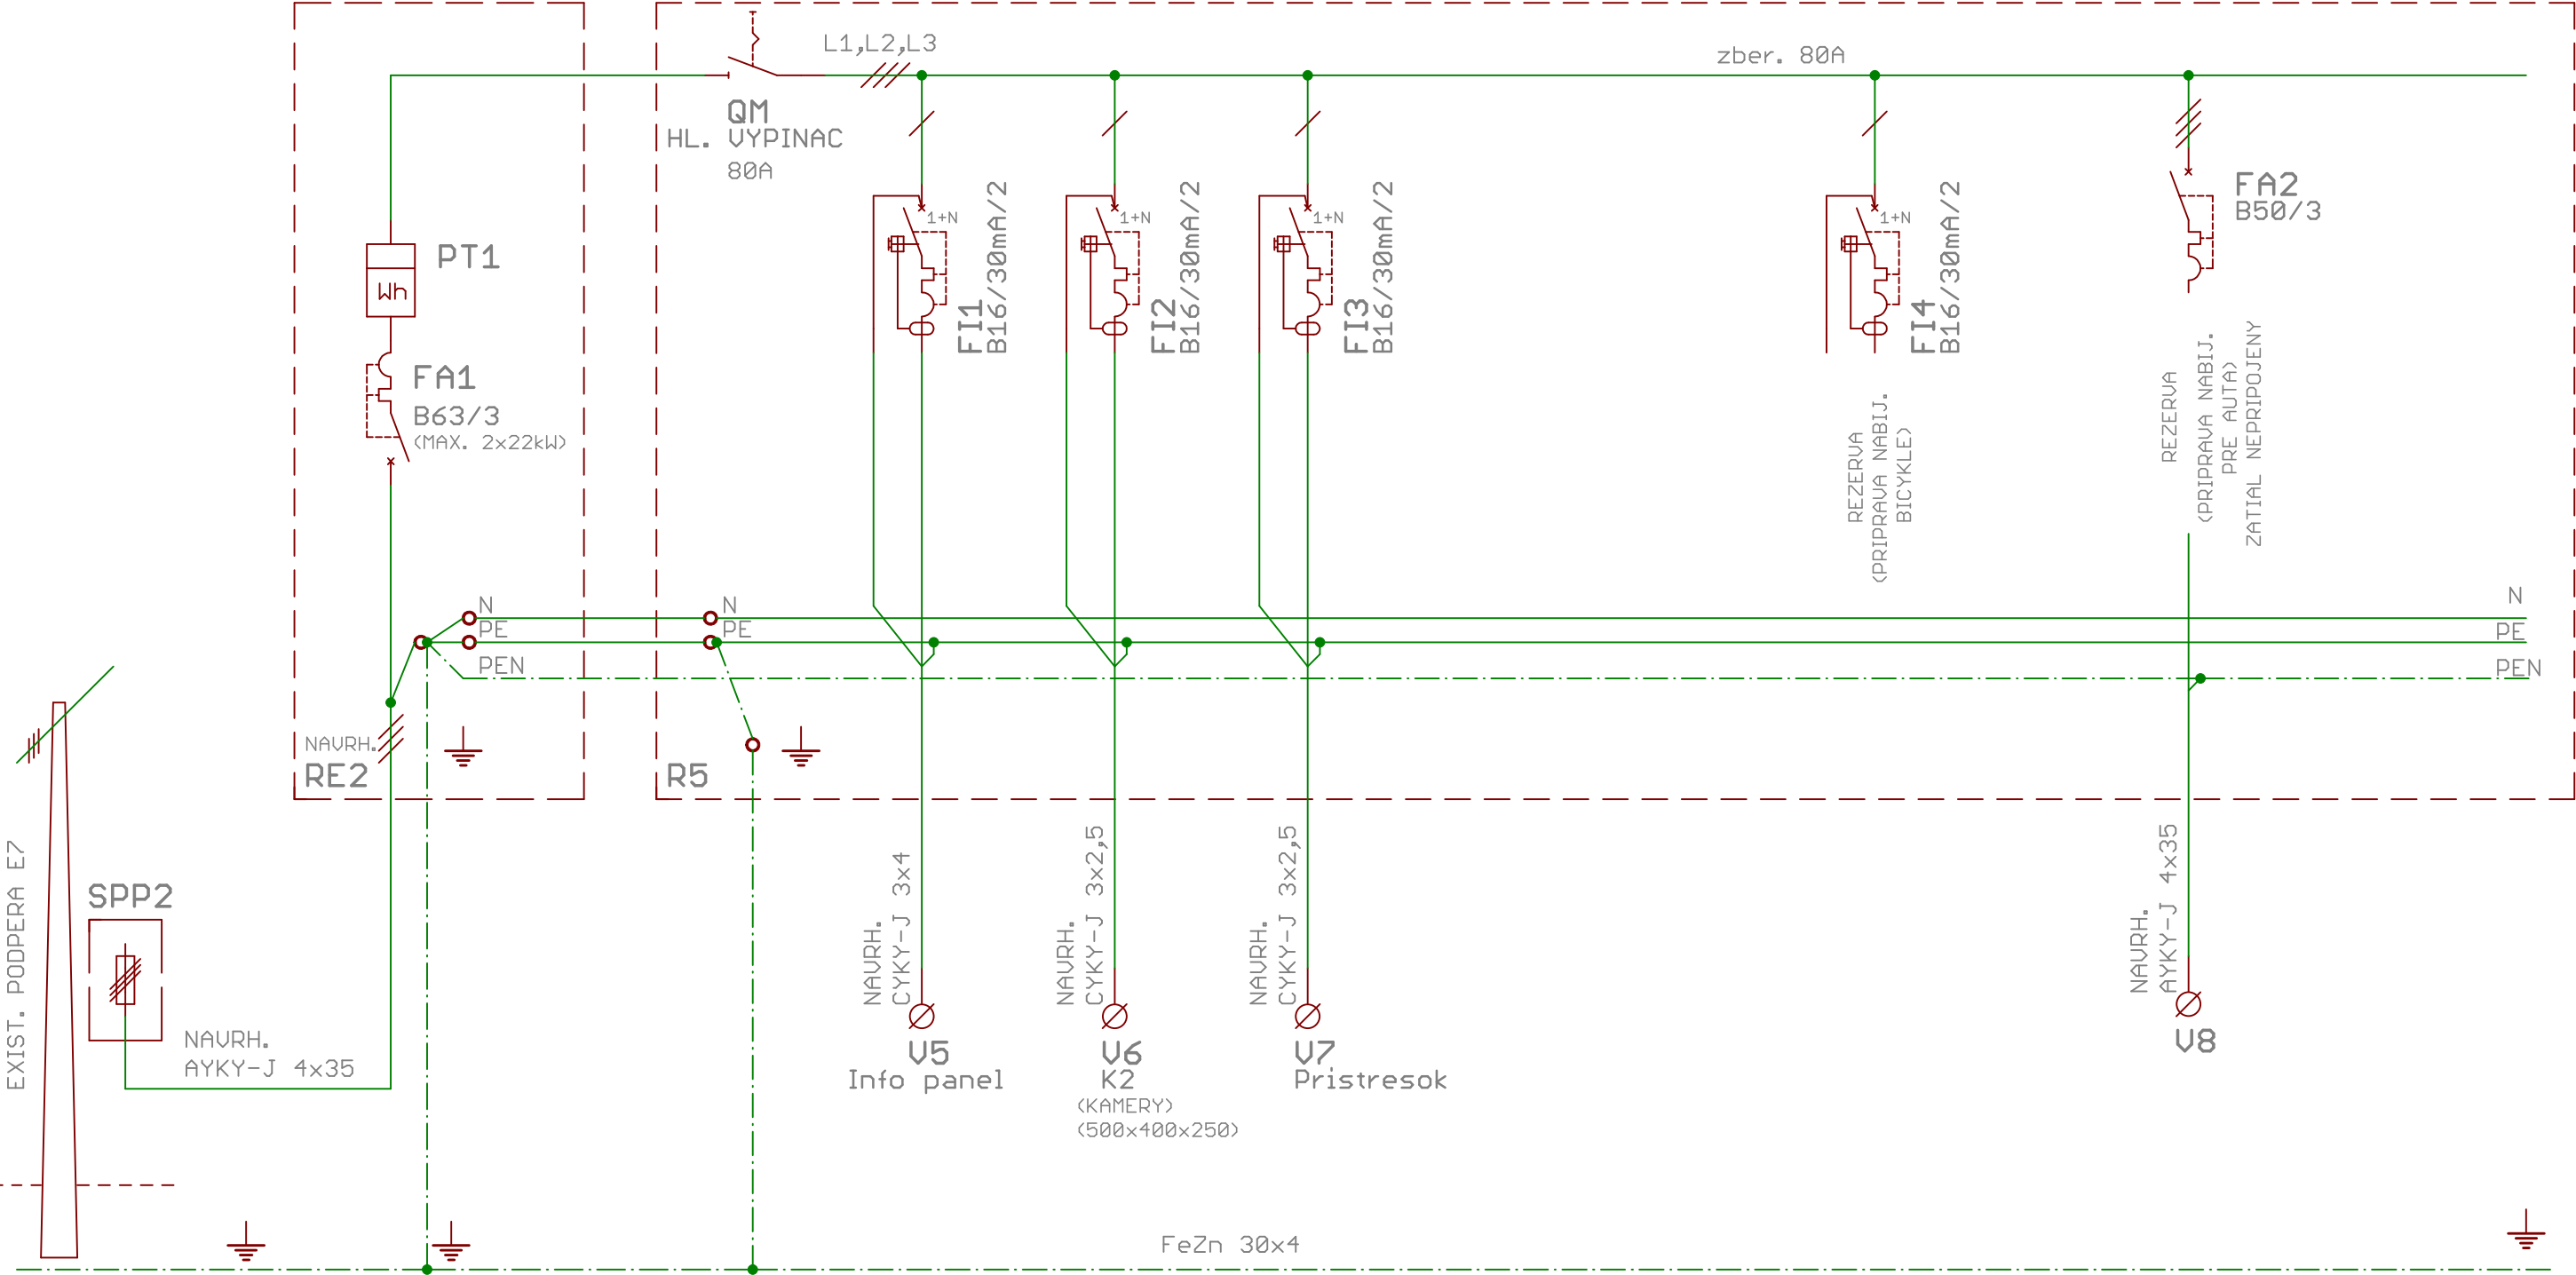 L1,L2,L3
zber. 80A
QM
HL. VYPINAC
80A
PT1
Wh
FA1
B63/3
(MAX. 2x22kW)
1+N
FI1
B16/30mA/2
1+N
FI2
B16/30mA/2
1+N
FI3
B16/30mA/2
1+N
FI4
B16/30mA/2
REZERVA
(PRIPRAVA NABIJ.
BICYKLE)
FA2
B50/3
REZERVA
(PRIPRAVA NABIJ.
PRE AUTA)
ZATIAL NEPRIPOJENY
N
PE
PEN
N
PE
N
PE
PEN
NAVRH.
RE2
R5
EXIST. PODPERA E7
SPP2
NAVRH.
AYKY-J 4x35
NAVRH.
CYKY-J 3x4
V5
Info panel
NAVRH.
CYKY-J 3x2,5
V6
K2
(KAMERY)
(500x400x250)
NAVRH.
CYKY-J 3x2,5
V7
Pristresok
NAVRH.
AYKY-J 4x35
V8
FeZn 30x4